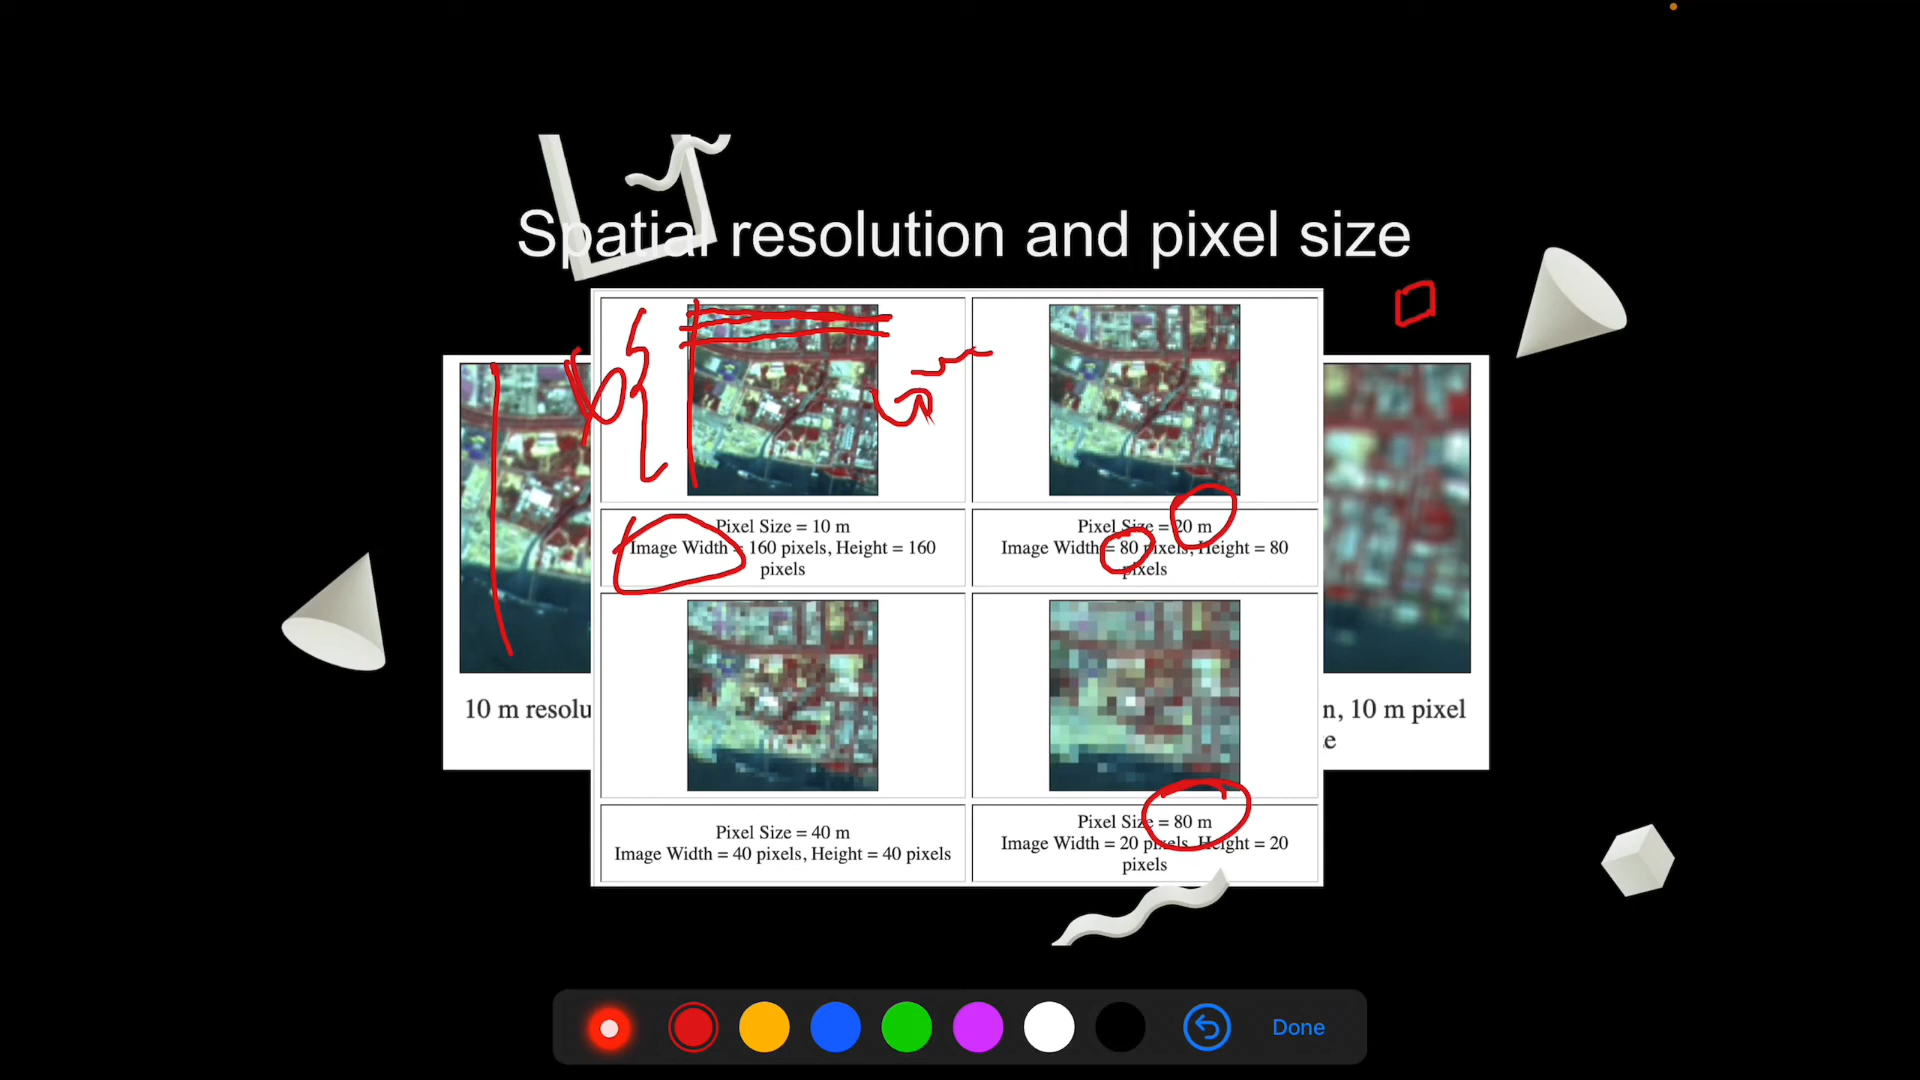 Spatial resolution and pixel size
Pixel Size = 10 m
Image Width = 160 pixels, Height = 160
pixels
Pixel Size = 20 m
Image Width = 80 pixels, Height = 80
pixels
10 m resolu
n, 10 m pixel
e
Pixel Size = 40 m
Image Width = 40 pixels, Height = 40 pixels
Pixel Size = 80 m
Image Width = 20 pixels, Height = 20
pixels
Done